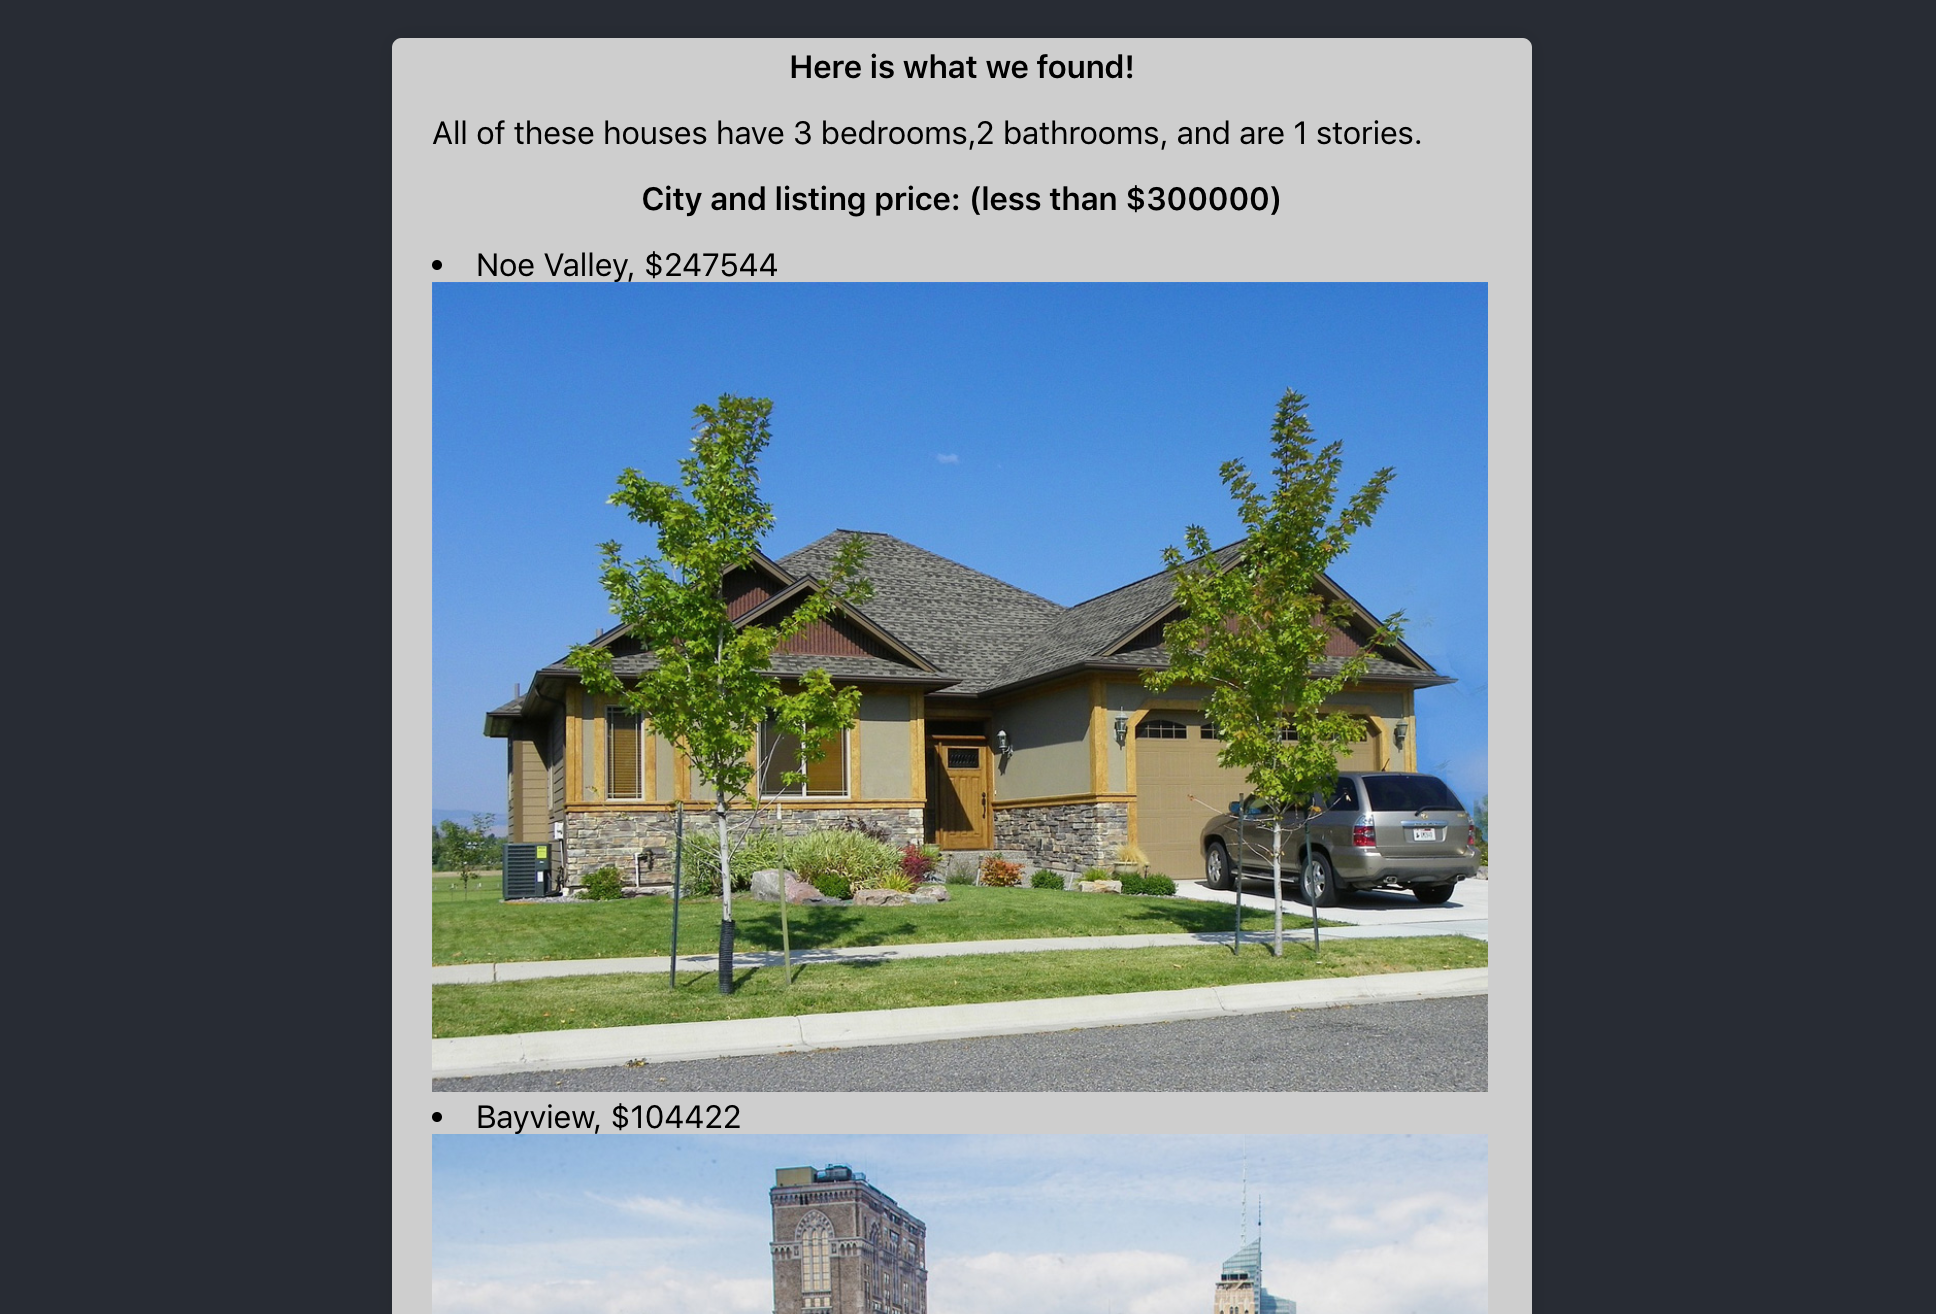 Here is what we found!
All of these houses have 3 bedrooms,2 bathrooms, and are 1 stories.
City and listing price: (less than $300000)
• Noe Valley, $247544
• Bayview, $104422